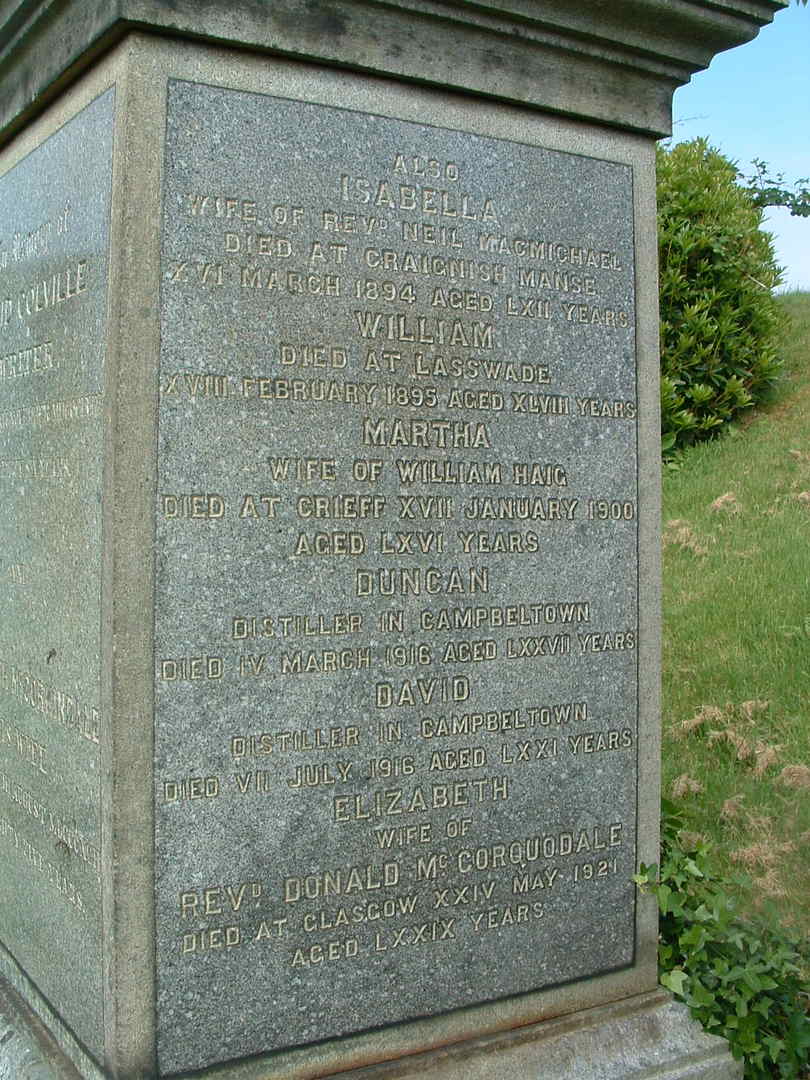 ALSO
ISABELLA
WIFE OF REVD NEIL MACMICHAEL
DIED AT CRAIGNISH MANSE
XVI MARCH 1894 AGED LXII YEARS
WILLIAM
DIED AT LASSWADE
XVIII FEBRUARY 1895 AGED XLVIII YEARS
MARTHA
WIFE OF WILLIAM HAIG
DIED AT CRIEFF XVII JANUARY 1900
AGED LXVI YEARS
DUNCAN
DISTILLER IN CAMPBELTOWN
DIED IV MARCH 1916 AGED LXXVII YEARS
DAVID
DISTILLER IN CAMPBELTOWN
DIED VII JULY 1916 AGED LXXI YEARS
ELIZABETH
WIFE OF
REVD DONALD MC CORQUODALE
DIED AT GLASGOW XXIV MAY 1921
AGED LXXIX YEARS
Memory of
COLVILLE
WIFE